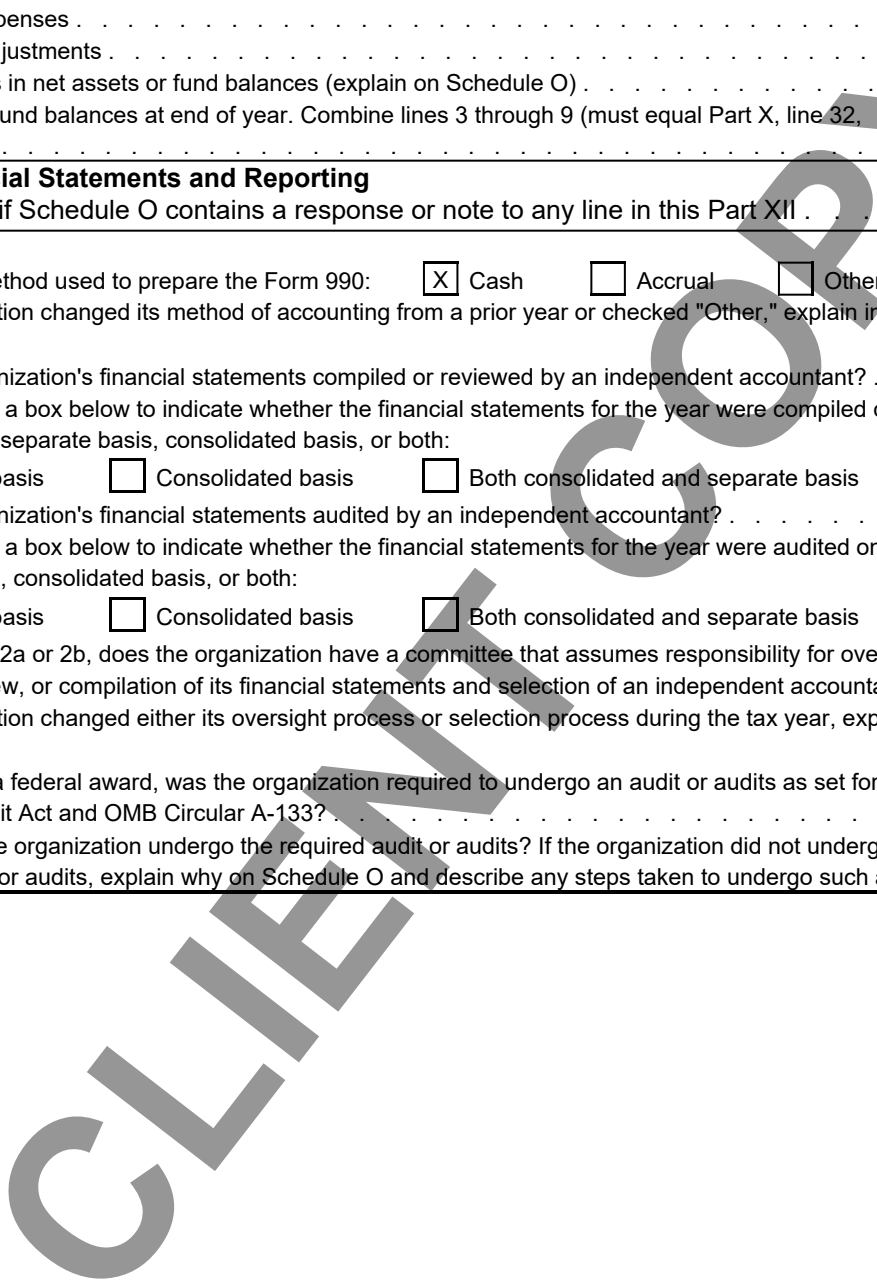 penses . . . . . . . . . . . . . . . . . . . . . . . . . . . . . . .
justments . . . . . . . . . . . . . . . . . . . . . . . . . . . . . .
s in net assets or fund balances (explain on Schedule O) . . . . . . . . . . . .
und balances at end of year. Combine lines 3 through 9 (must equal Part X, line 32,
. . . . . . . . . . . . . . . . . . . . . . . . . . . . . . . . .
cial Statements and Reporting
if Schedule O contains a response or note to any line in this Part XII . . .
ethod used to prepare the Form 990: X Cash Accrual Other
tion changed its method of accounting from a prior year or checked "Other," explain in
nization's financial statements compiled or reviewed by an independent accountant? .
a box below to indicate whether the financial statements for the year were compiled o
separate basis, consolidated basis, or both:
basis Consolidated basis Both consolidated and separate basis
nization's financial statements audited by an independent accountant? . . . . . .
a box below to indicate whether the financial statements for the year were audited on
, consolidated basis, or both:
basis Consolidated basis Both consolidated and separate basis
2a or 2b, does the organization have a committee that assumes responsibility for ove
ew, or compilation of its financial statements and selection of an independent accounta
tion changed either its oversight process or selection process during the tax year, exp
a federal award, was the organization required to undergo an audit or audits as set for
it Act and OMB Circular A-133? . . . . . . . . . . . . . . . . . . . . .
e organization undergo the required audit or audits? If the organization did not underg
or audits, explain why on Schedule O and describe any steps taken to undergo such a
CLIENT COPY